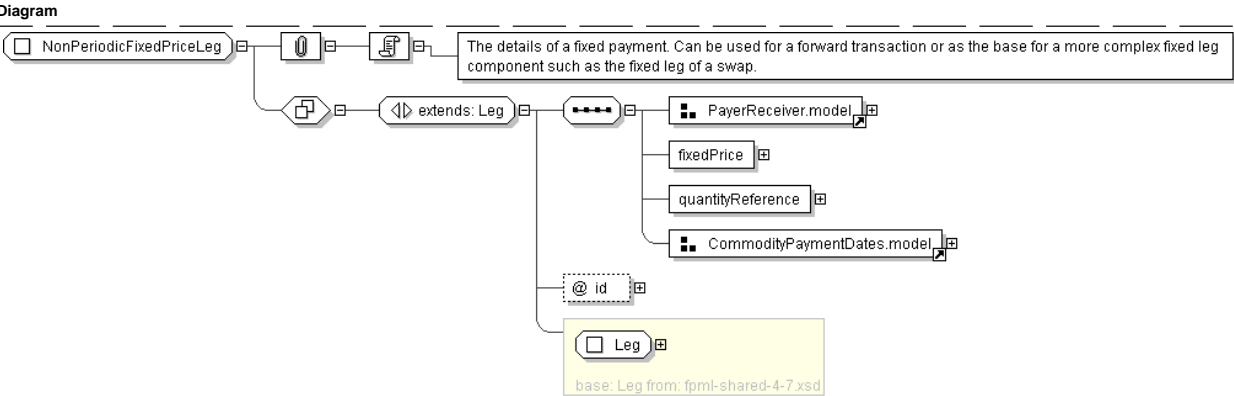 Diagram
NonPeriodicFixedPriceLeg
The details of a fixed payment. Can be used for a forward transaction or as the base for a more complex fixed leg
component such as the fixed leg of a swap.
extends: Leg
PayerReceiver.model
fixedPrice
quantityReference
CommodityPaymentDates.model
@ id
Leg
base: Leg from: fpml-shared-4-7.xsd